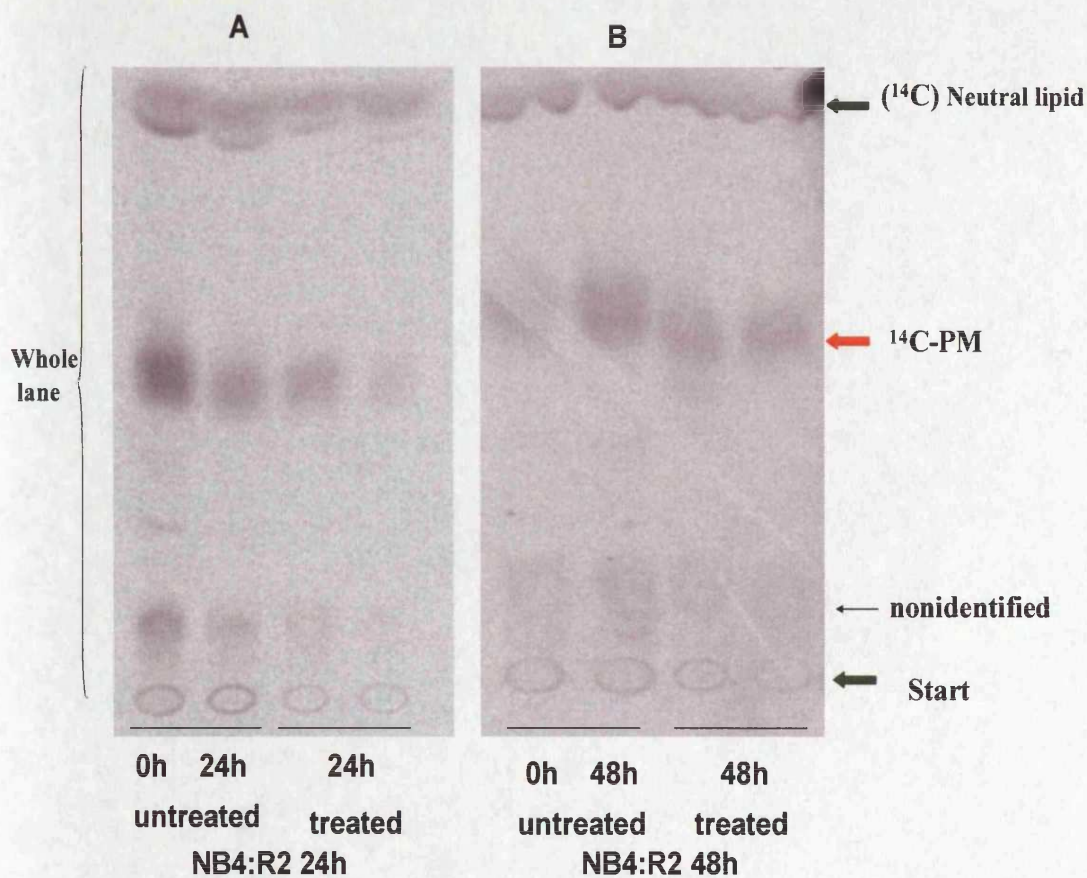 A B
(¹⁴C) Neutral lipid
Whole
lane
¹⁴C-PM
nonidentified
Start
0h 24h 24h
untreated treated
NB4:R2 24h
0h 48h 48h
untreated treated
NB4:R2 48h